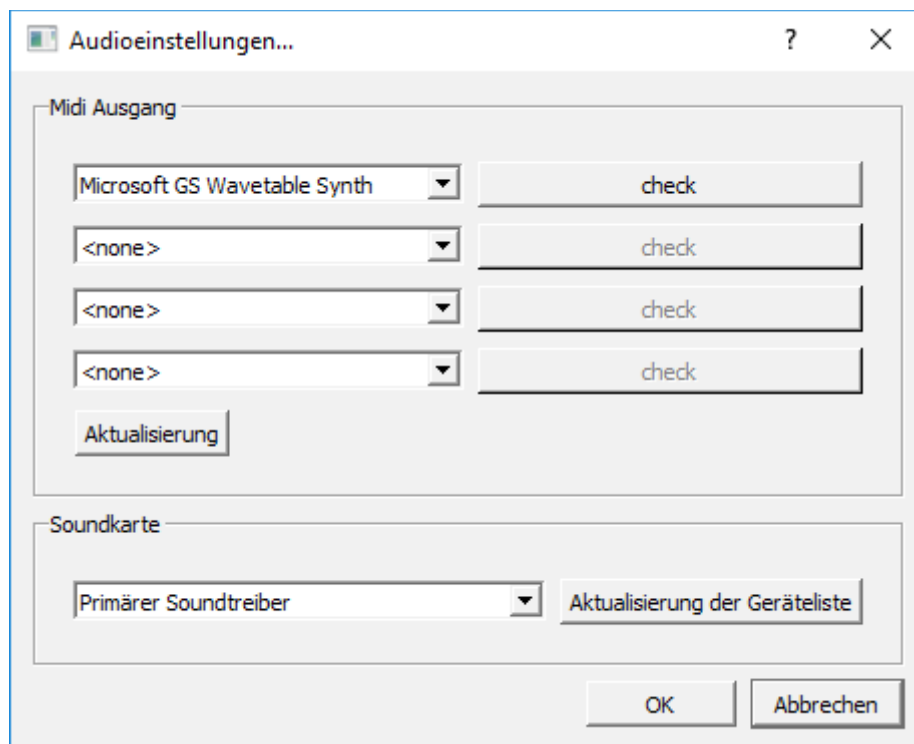 Audioeinstellungen...
?
Midi Ausgang
Microsoft GS Wavetable Synth
check
<none>
check
<none>
check
<none>
check
Aktualisierung
Soundkarte
Primärer Soundtreiber
Aktualisierung der Geräteliste
OK
Abbrechen